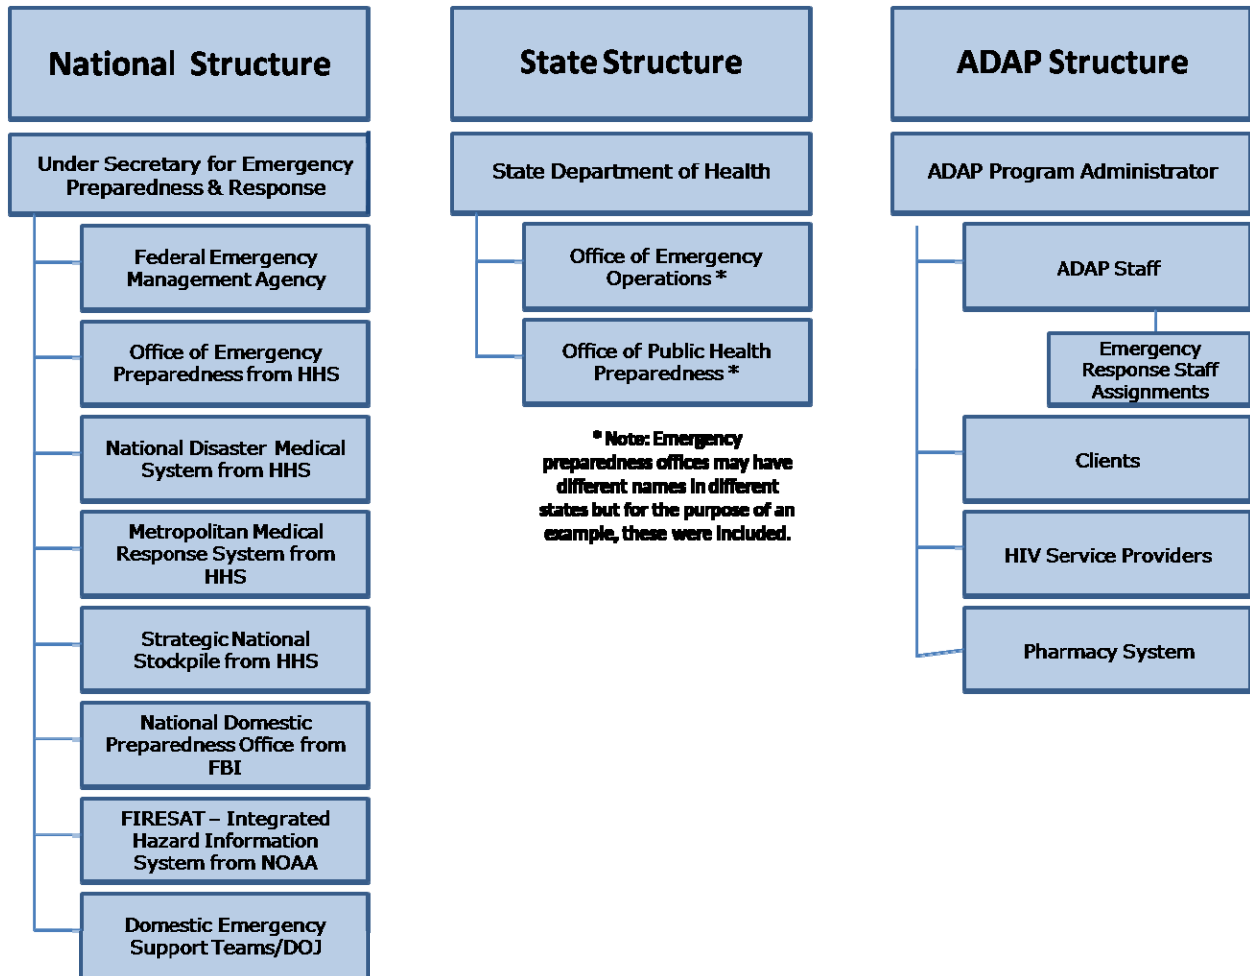 National Structure
Under Secretary for Emergency
Preparedness & Response
Federal Emergency
Management Agency
Office of Emergency
Preparedness from HHS
National Disaster Medical
System from HHS
Metropolitan Medical
Response System from
HHS
Strategic National
Stockpile from HHS
National Domestic
Preparedness Office from
FBI
FIRESAT – Integrated
Hazard Information
System from NOAA
Domestic Emergency
Support Teams/DOJ
State Structure
State Department of Health
Office of Emergency
Operations *
Office of Public Health
Preparedness *
* Note: Emergency
preparedness offices may have
different names in different
states but for the purpose of an
example, these were included.
ADAP Structure
ADAP Program Administrator
ADAP Staff
Emergency
Response Staff
Assignments
Clients
HIV Service Providers
Pharmacy System